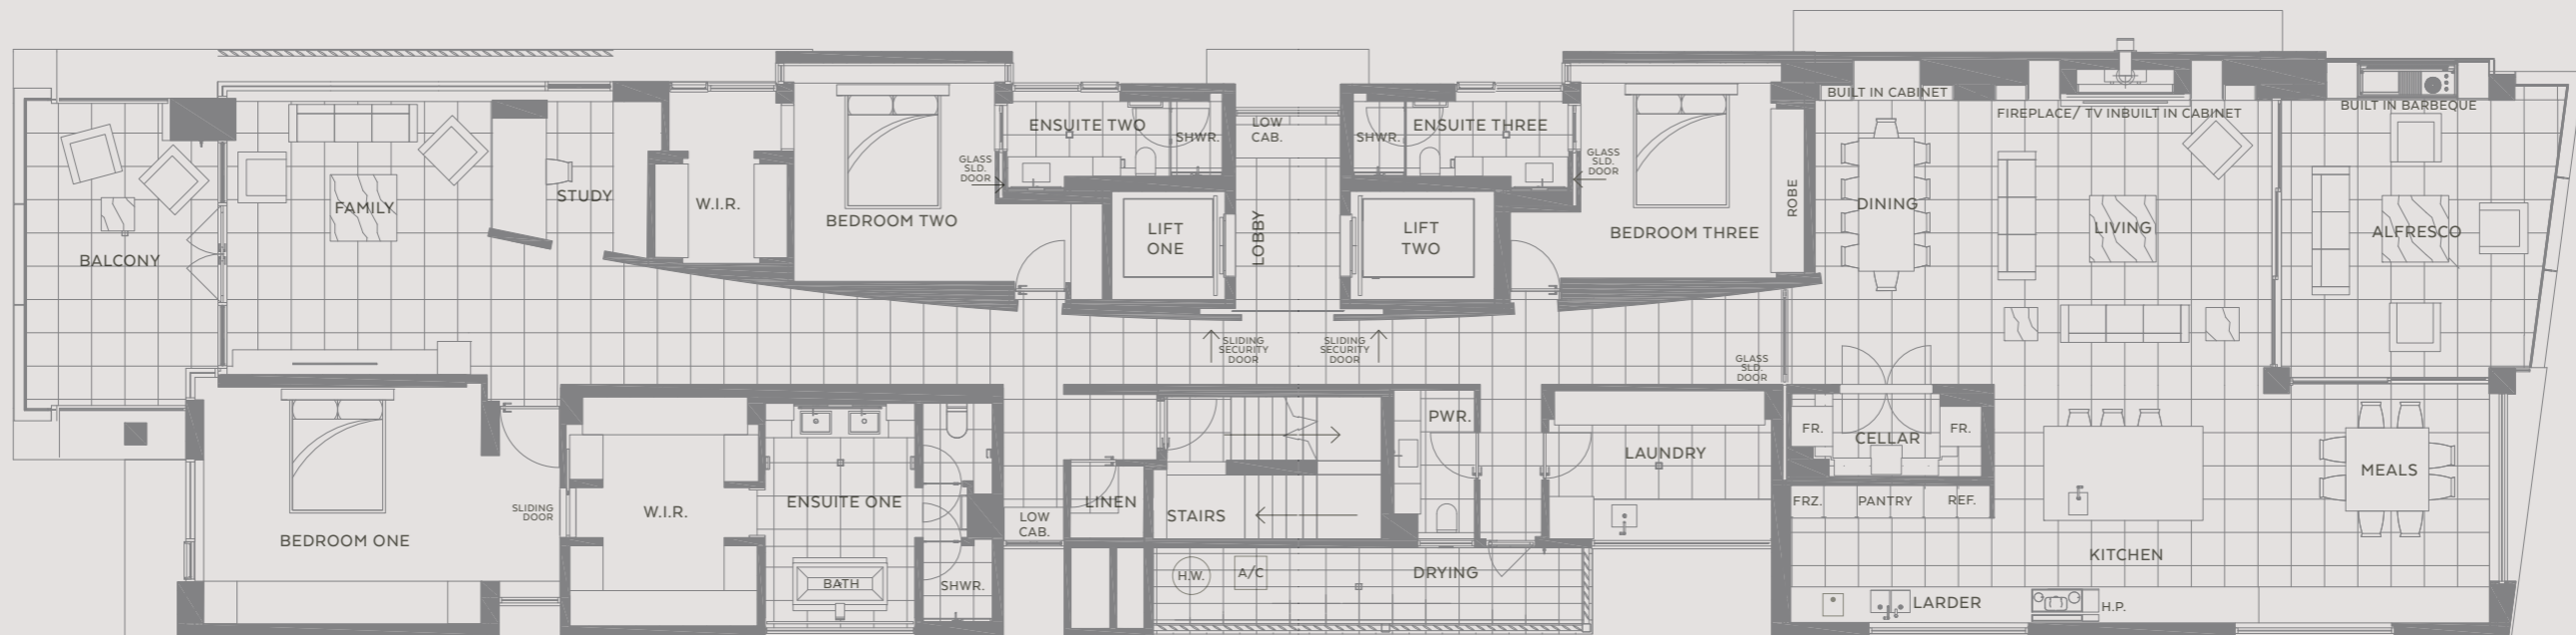 BUILT IN CABINET
FIREPLACE/ TV INBUILT IN CABINET
BUILT IN BARBEQUE
ENSUITE TWO
SHWR.
LOW
CAB.
SHWR.
ENSUITE THREE
GLASS
SLD.
DOOR
GLASS
SLD.
DOOR
FAMILY
STUDY
W.I.R.
BEDROOM TWO
LIFT
ONE
LOBBY
LIFT
TWO
BEDROOM THREE
ROBE
DINING
LIVING
ALFRESCO
BALCONY
SLIDING
SECURITY
DOOR
SLIDING
SECURITY
DOOR
GLASS
SLD.
DOOR
PWR.
FR.
CELLAR
FR.
LAUNDRY
MEALS
SLIDING
DOOR
W.I.R.
ENSUITE ONE
LINEN
LOW
CAB.
STAIRS
FRZ.
PANTRY
REF.
BEDROOM ONE
KITCHEN
BATH
SHWR.
H.W.
A/C
DRYING
LARDER
H.P.